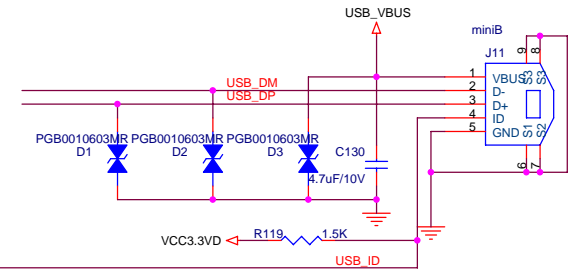 USB_VBUS
miniB
J11
9
8
1
VBUS
S3
S3
2
D-
3
D+
4
ID
5
GND
S1
S2
6
7
USB_DM
USB_DP
PGB0010603MR
D1
PGB0010603MR
D2
PGB0010603MR
D3
C130
4.7uF/10V
VCC3.3VD
R119
1.5K
USB_ID